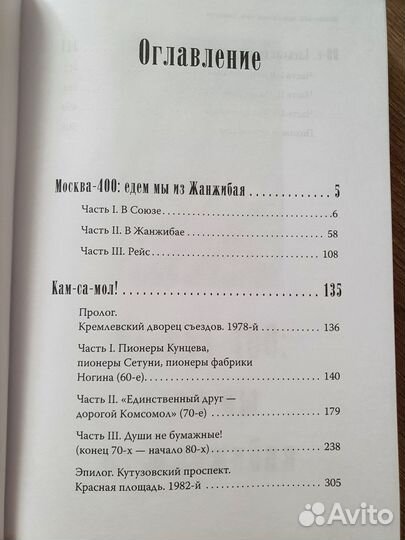 Оглавление
Москва-400: едем мы из Жанжибая 5
Часть I. В Союзе 6
Часть II. В Жанжибае 58
Часть III. Рейс 108
Кам-са-мол! 135
Пролог.
Кремлевский дворец съездов. 1978-й 136
Часть I. Пионеры Кунцева,
пионеры Сетуни, пионеры фабрики
Ногина (60-е) 140
Часть II. «Единственный друг —
дорогой Комсомол» (70-е) 179
Часть III. Души не бумажные!
(конец 70-х — начало 80-х) 238
Эпилог. Кутузовский проспект.
Красная площадь. 1982-й 305
Avito